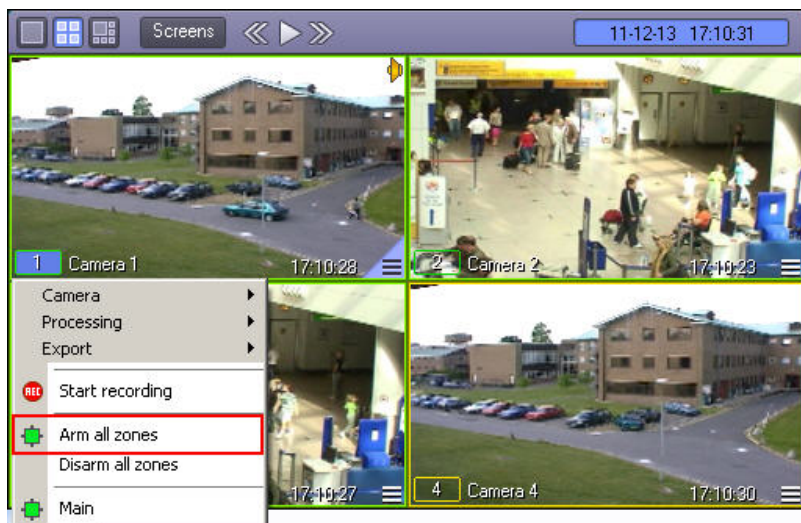 Screens
11-12-13 17:10:31
1 Camera 1 17:10:28
2 Camera 2 17:10:23
Camera
Processing
Export
REC Start recording
Arm all zones
Disarm all zones
Main
17:10:27
4 Camera 4 17:10:30